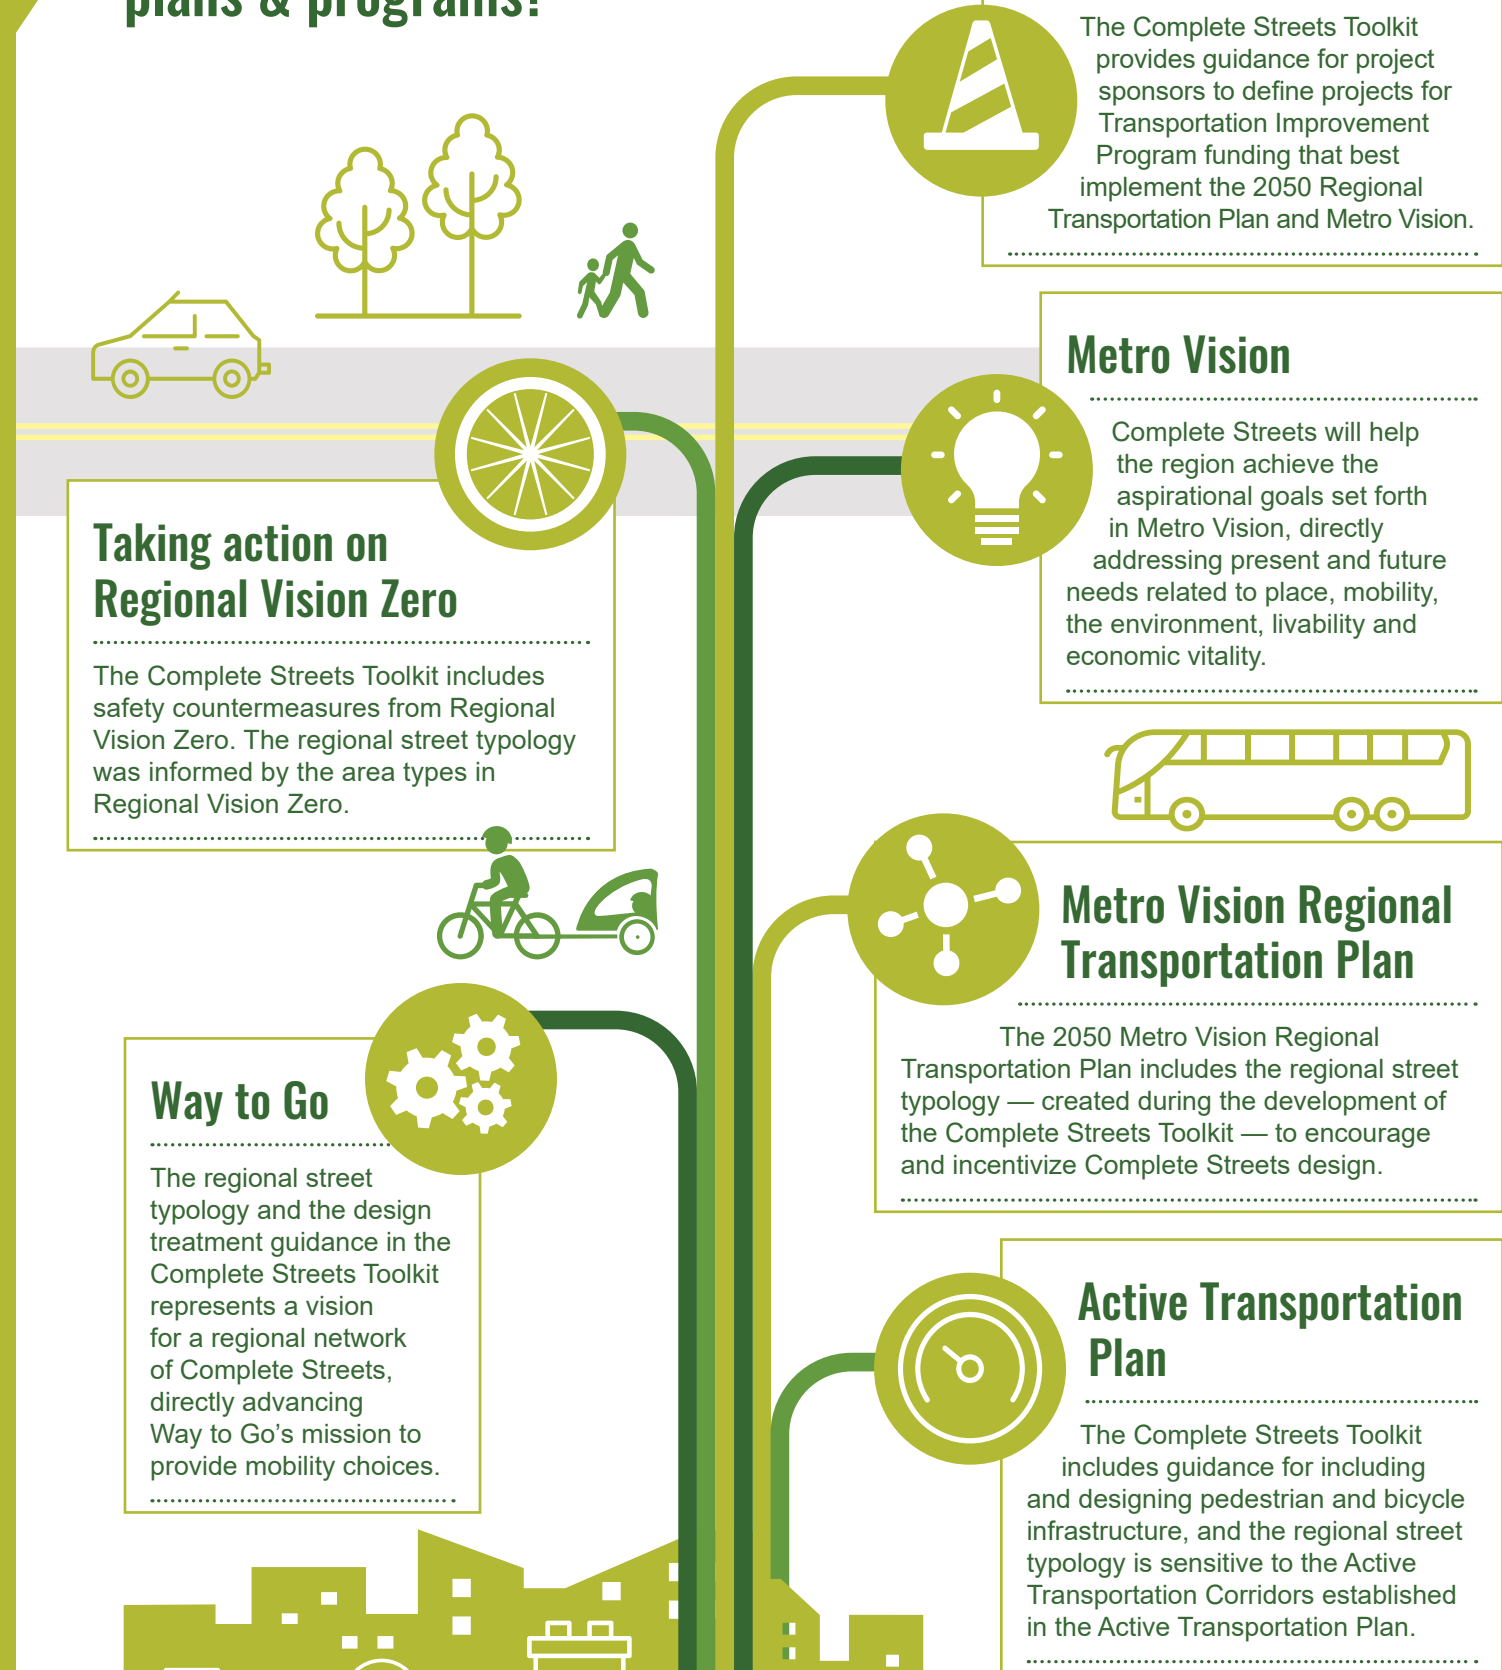 plans & programs?
The Complete Streets Toolkit
provides guidance for project
sponsors to define projects for
Transportation Improvement
Program funding that best
implement the 2050 Regional
Transportation Plan and Metro Vision.
Metro Vision
Complete Streets will help
the region achieve the
aspirational goals set forth
in Metro Vision, directly
addressing present and future
needs related to place, mobility,
the environment, livability and
economic vitality.
Taking action on
Regional Vision Zero
The Complete Streets Toolkit includes
safety countermeasures from Regional
Vision Zero. The regional street typology
was informed by the area types in
Regional Vision Zero.
Metro Vision Regional
Transportation Plan
The 2050 Metro Vision Regional
Transportation Plan includes the regional street
typology — created during the development of
the Complete Streets Toolkit — to encourage
and incentivize Complete Streets design.
Way to Go
The regional street
typology and the design
treatment guidance in the
Complete Streets Toolkit
represents a vision
for a regional network
of Complete Streets,
directly advancing
Way to Go’s mission to
provide mobility choices.
Active Transportation
Plan
The Complete Streets Toolkit
includes guidance for including
and designing pedestrian and bicycle
infrastructure, and the regional street
typology is sensitive to the Active
Transportation Corridors established
in the Active Transportation Plan.